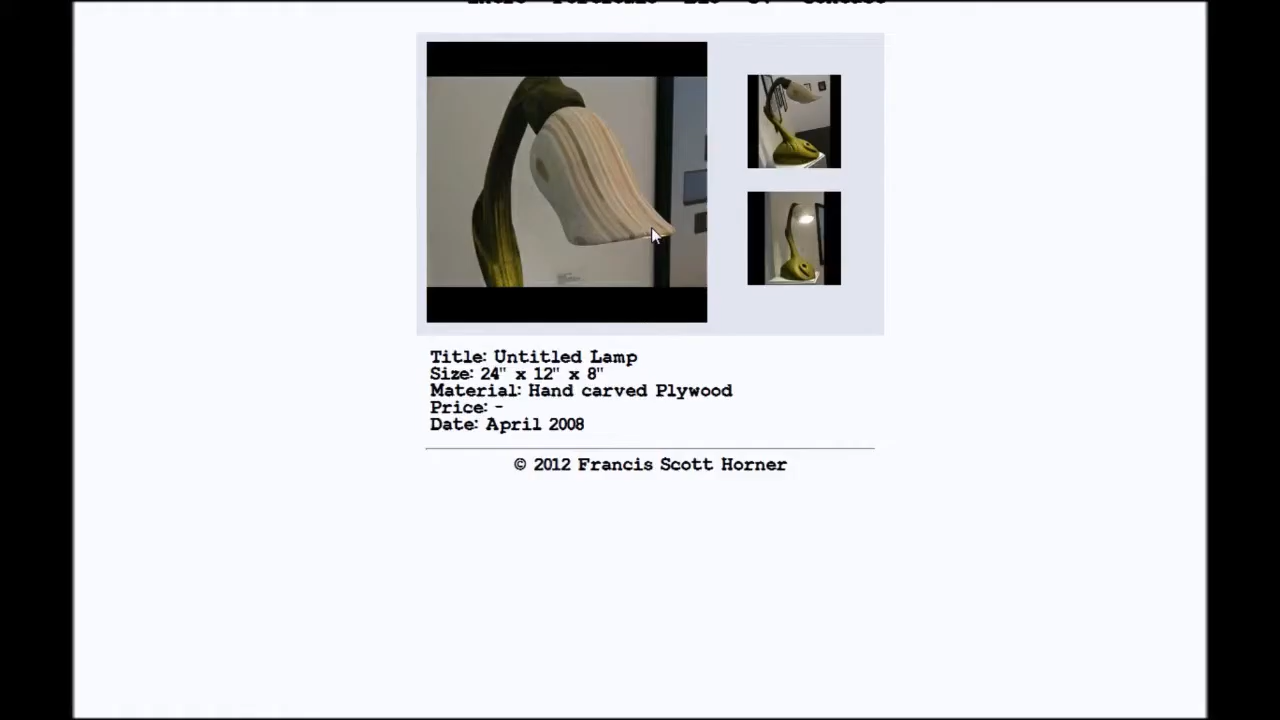 Title: Untitled Lamp
Size: 24" x 12" x 8"
Material: Hand carved Plywood
Price: -
Date: April 2008
© 2012 Francis Scott Horner